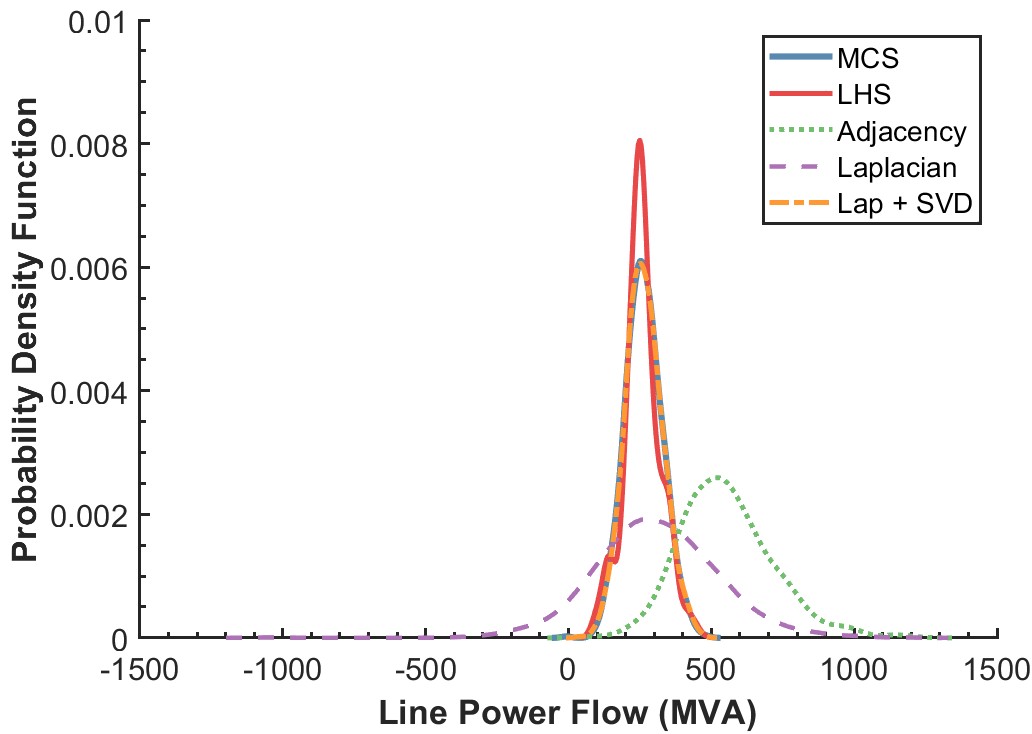 0.01
0.008
0.006
0.004
0.002
0
Probability Density Function
MCS
LHS
Adjacency
Laplacian
Lap + SVD
-1500
-1000
-500
0
500
1000
1500
Line Power Flow (MVA)